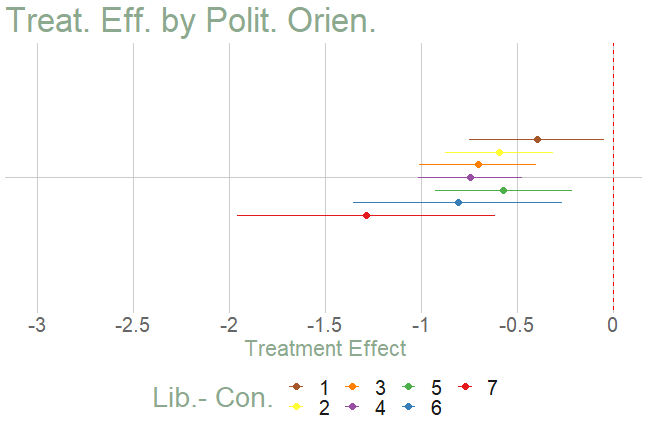 Treat. Eff. by Polit. Orien.
-3 -2.5 -2 -1.5 -1 -0.5 0
Treatment Effect
Lib.- Con. 1 3 5 7
2 4 6